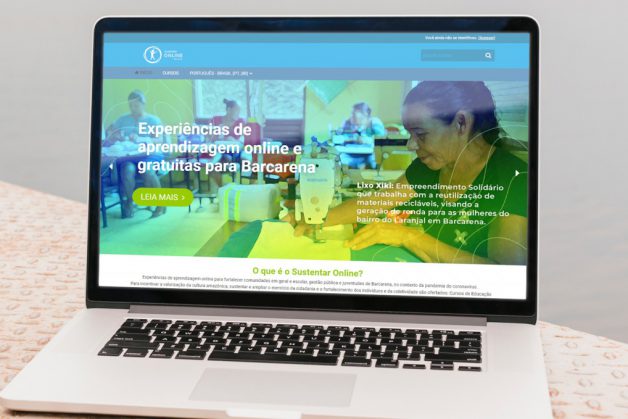 Você ainda não se identificou. (Acessar)
ONLINE
INÍCIO CURSOS PORTUGUÊS - BRASIL (PT_BR)
Experiências de
aprendizagem online e
gratuitas para Barcarena
LEIA MAIS >
Lixo Xiki: Empreendimento Solidário
que trabalha com a reutilização de
materiais recicláveis, visando a
geração de renda para as mulheres do
bairro do Laranjal em Barcarena.
O que é o Sustentar Online?
Experiências de aprendizagem online para fortalecer comunidades em geral e escolar, gestão pública e juventudes de Barcarena, no contexto da pandemia do coronavírus.
Para incentivar a valorização da cultura amazônica, sustentar e ampliar o exercício da cidadania e o fortalecimento dos indivíduos e da coletividade são ofertados: Cursos de Educação